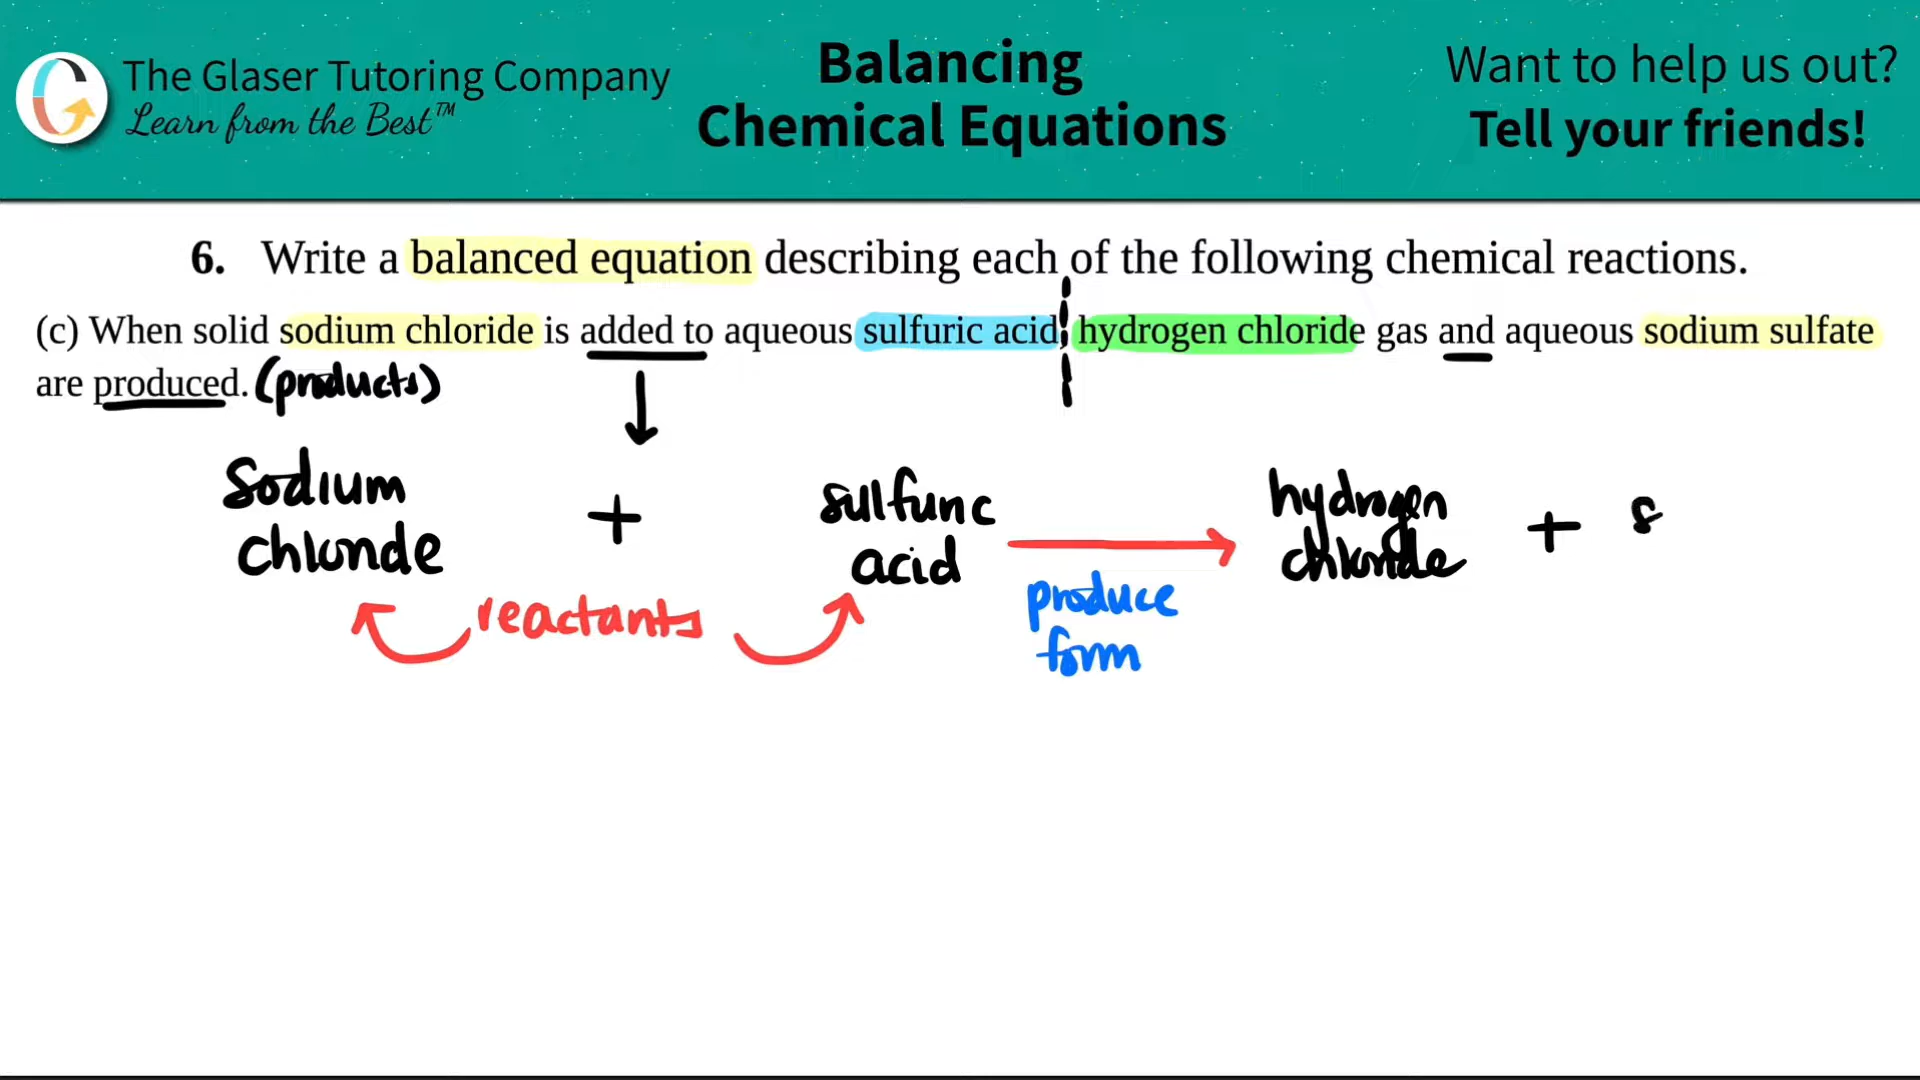 The Glaser Tutoring Company
Learn from the Best™
Balancing
Chemical Equations
Want to help us out?
Tell your friends!
6. Write a balanced equation describing each of the following chemical reactions.
(c) When solid sodium chloride is added to aqueous sulfuric acid, hydrogen chloride gas and aqueous sodium sulfate
are produced. (products)
sodium
chloride
+
sulfuric
acid
hydrogen
chloride
+ s
reactants
produce
form